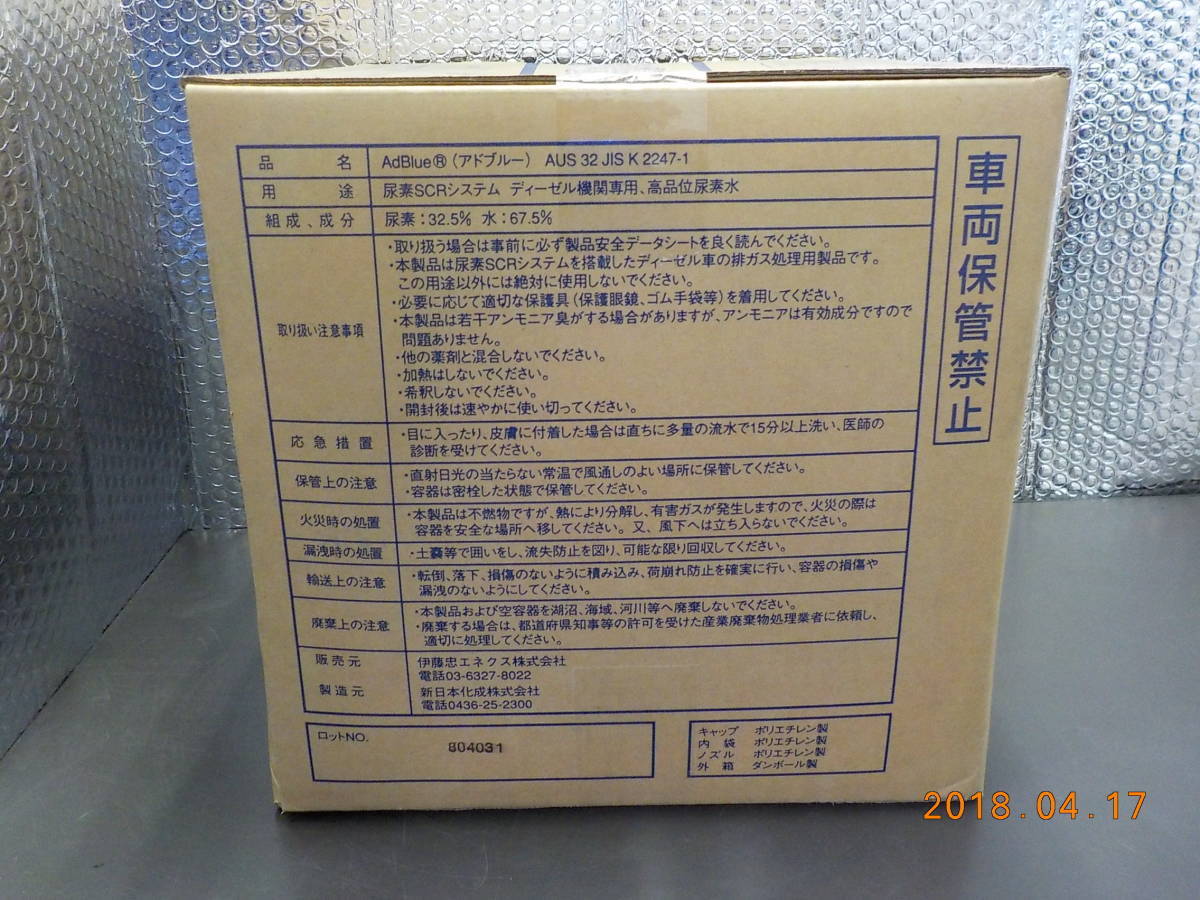 品名 AdBlue®(アドブルー) AUS 32 JIS K 2247-1
用途 尿素SCRシステム ディーゼル機関専用、高品位尿素水
組成、成分 尿素:32.5% 水:67.5%
取り扱い注意事項
・取り扱う場合は事前に必ず製品安全データシートを良く読んでください。
・本製品は尿素SCRシステムを搭載したディーゼル車の排ガス処理用製品です。
この用途以外には絶対に使用しないでください。
・必要に応じて適切な保護具(保護眼鏡、ゴム手袋等)を着用してください。
・本製品は若干アンモニア臭がする場合がありますが、アンモニアは有効成分ですので
問題ありません。
・他の薬剤と混合しないでください。
・加熱はしないでください。
・希釈しないでください。
・開封後は速やかに使い切ってください。
応急措置
・目に入ったり、皮膚に付着した場合は直ちに多量の流水で15分以上洗い、医師の
診断を受けてください。
保管上の注意
・直射日光の当たらない常温で風通しのよい場所に保管してください。
・容器は密栓した状態で保管してください。
火災時の処置
・本製品は不燃物ですが、熱により分解し、有害ガスが発生しますので、火災の際は
容器を安全な場所へ移してください。又、風下へは立ち入らないでください。
漏洩時の処置 ・土嚢等で囲いをし、流失防止を図り、可能な限り回収してください。
輸送上の注意
・転倒、落下、損傷のないように積み込み、荷崩れ防止を確実に行い、容器の損傷や
漏洩のないようにしてください。
廃棄上の注意
・本製品および空容器を湖沼、海域、河川等へ廃棄しないでください。
・廃棄する場合は、都道府県知事等の許可を受けた産業廃棄物処理業者に依頼し、
適切に処理してください。
販売元 伊藤忠エネクス株式会社
電話03-6327-8022
製造元 新日本化成株式会社
電話0436-25-2300
ロットNO. 804031
キャップ ポリエチレン製
内袋 ポリエチレン製
ノズル ポリエチレン製
外箱 ダンボール製
車両保管禁止
2018.04.17